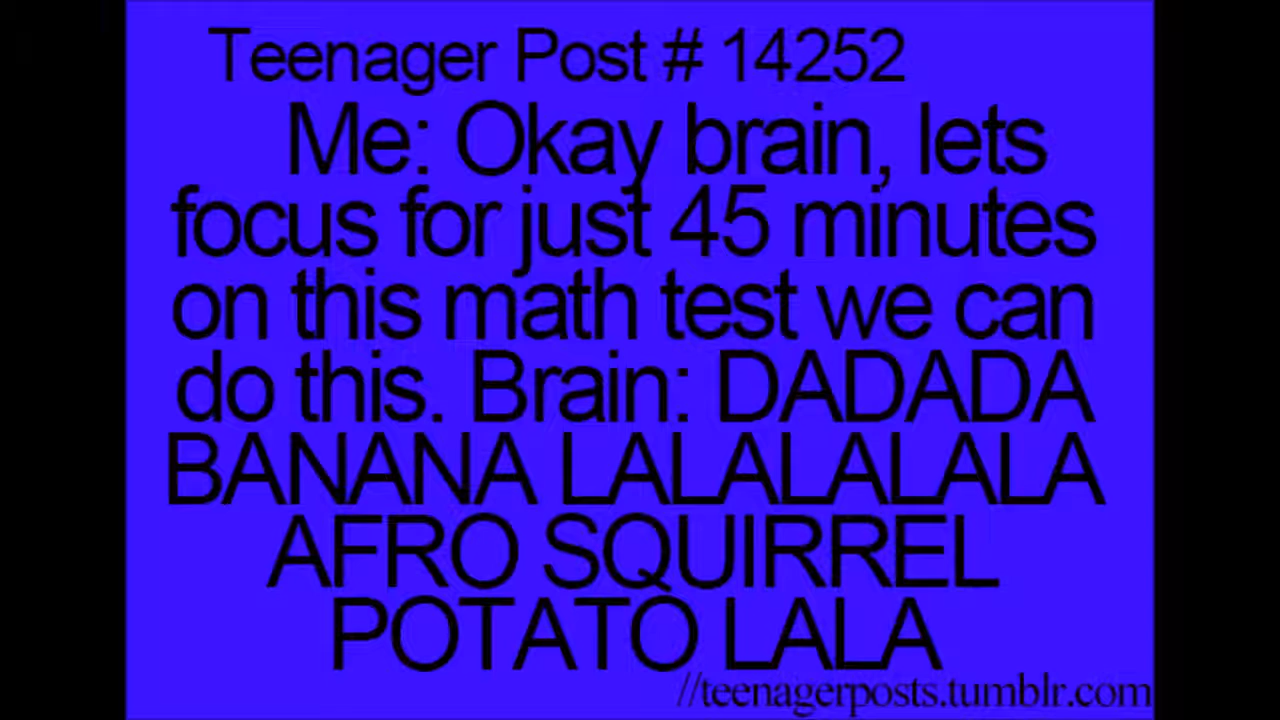 Teenager Post # 14252
Me: Okay brain, lets
focus for just 45 minutes
on this math test we can
do this. Brain: DADADA
BANANA LALALALALA
AFRO SQUIRREL
POTATO LALA
//teenagerposts.tumblr.com